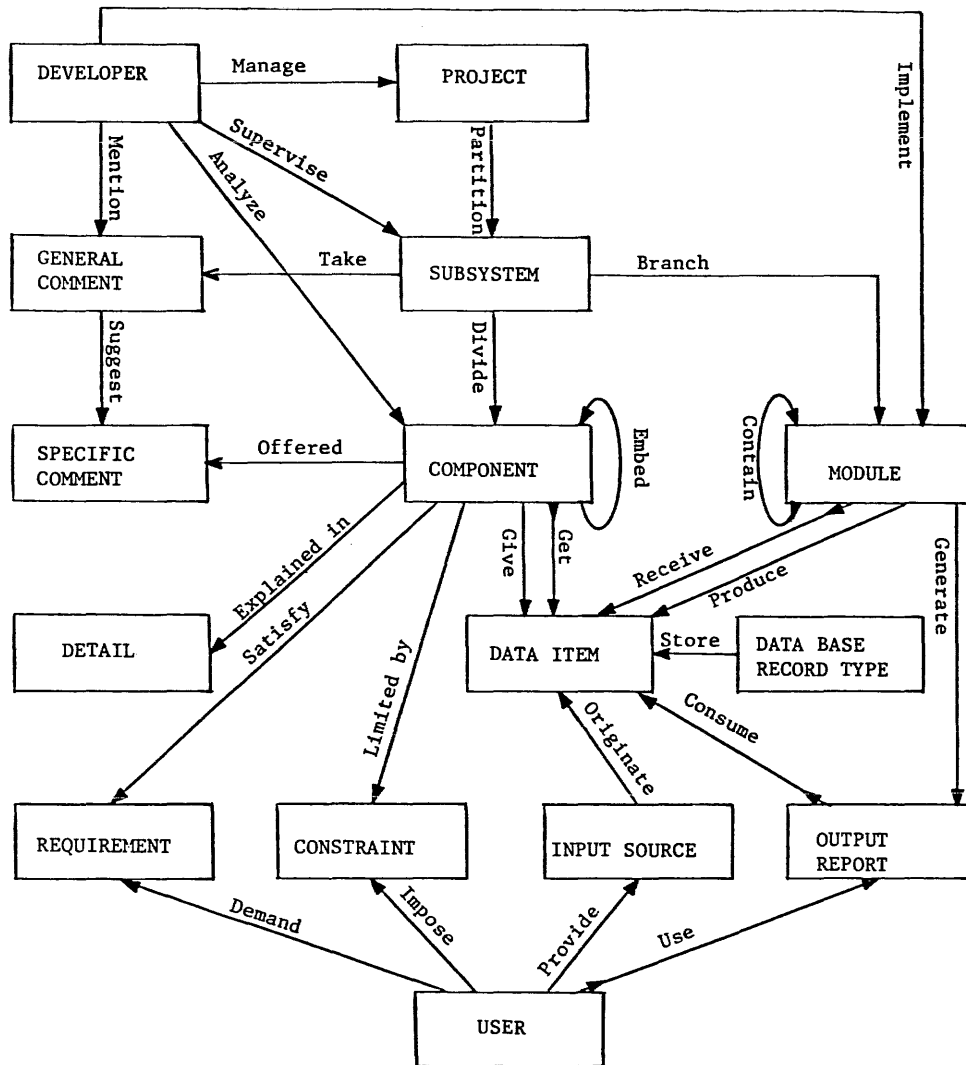 DEVELOPER
Manage
PROJECT
Implement
Mention
Analyze
Supervise
Partition
GENERAL
COMMENT
Take
SUBSYSTEM
Branch
Suggest
Divide
SPECIFIC
COMMENT
Offered
COMPONENT
Embed
Contain
MODULE
Explained in
Satisfy
Limited by
Give
Get
Receive
Produce
Generate
DETAIL
DATA ITEM
Store
DATA BASE
RECORD TYPE
Originate
Consume
REQUIREMENT
CONSTRAINT
INPUT SOURCE
OUTPUT
REPORT
Demand
Impose
Provide
Use
USER